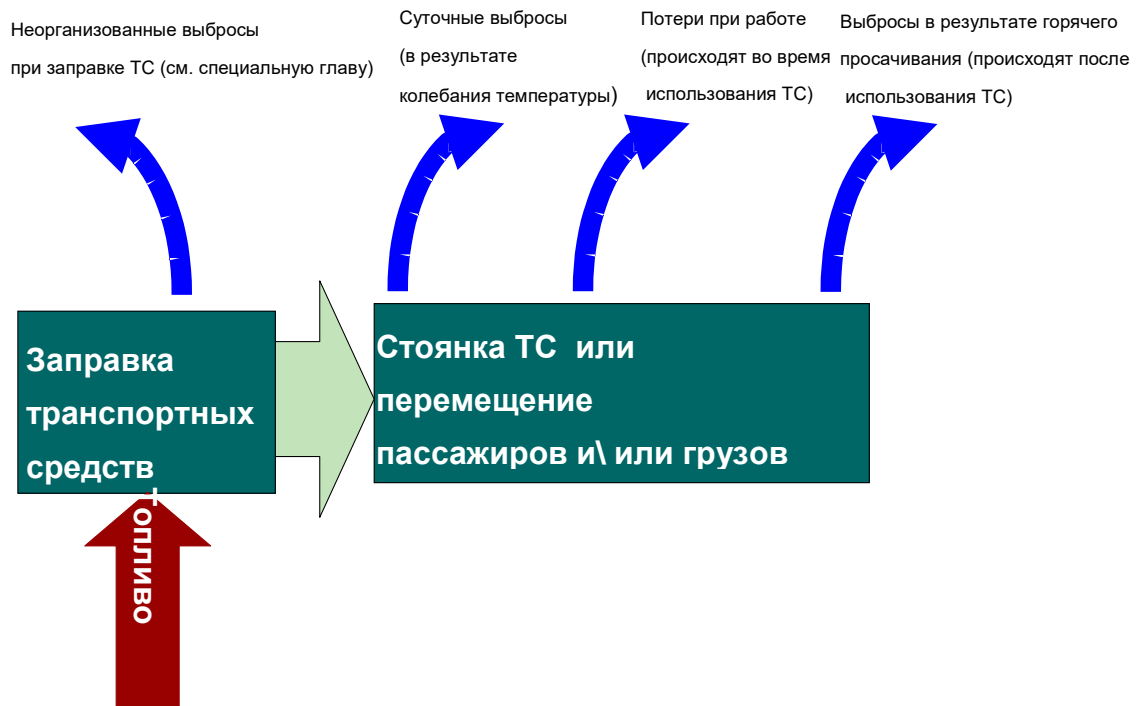 Неорганизованные выбросы
при заправке ТС (см. специальную главу)
Суточные выбросы
(в результате
колебания температуры)
Потери при работе
(происходят во время
использования ТС)
Выбросы в результате горячего
просачивания (происходят после
использования ТС)
Заправка
транспортных
средств
Стоянка ТС или
перемещение
пассажиров и\ или грузов
Топливо